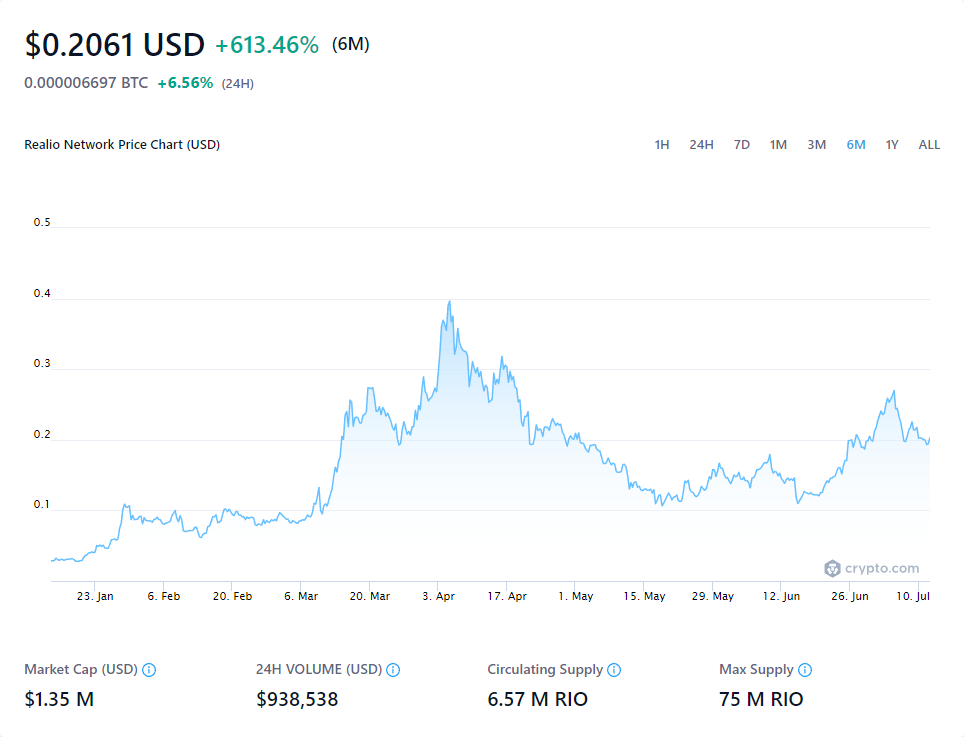 $0.2061 USD +613.46% (6M)
0.000006697 BTC +6.56% (24H)
Realio Network Price Chart (USD) 1H 24H 7D 1M 3M 6M 1Y ALL
0.5
0.4
0.3
0.2
0.1
crypto.com
23. Jan 6. Feb 20. Feb 6. Mar 20. Mar 3. Apr 17. Apr 1. May 15. May 29. May 12. Jun 26. Jun 10. Jul
Market Cap (USD) 24H VOLUME (USD) Circulating Supply Max Supply
$1.35 M $938,538 6.57 M RIO 75 M RIO